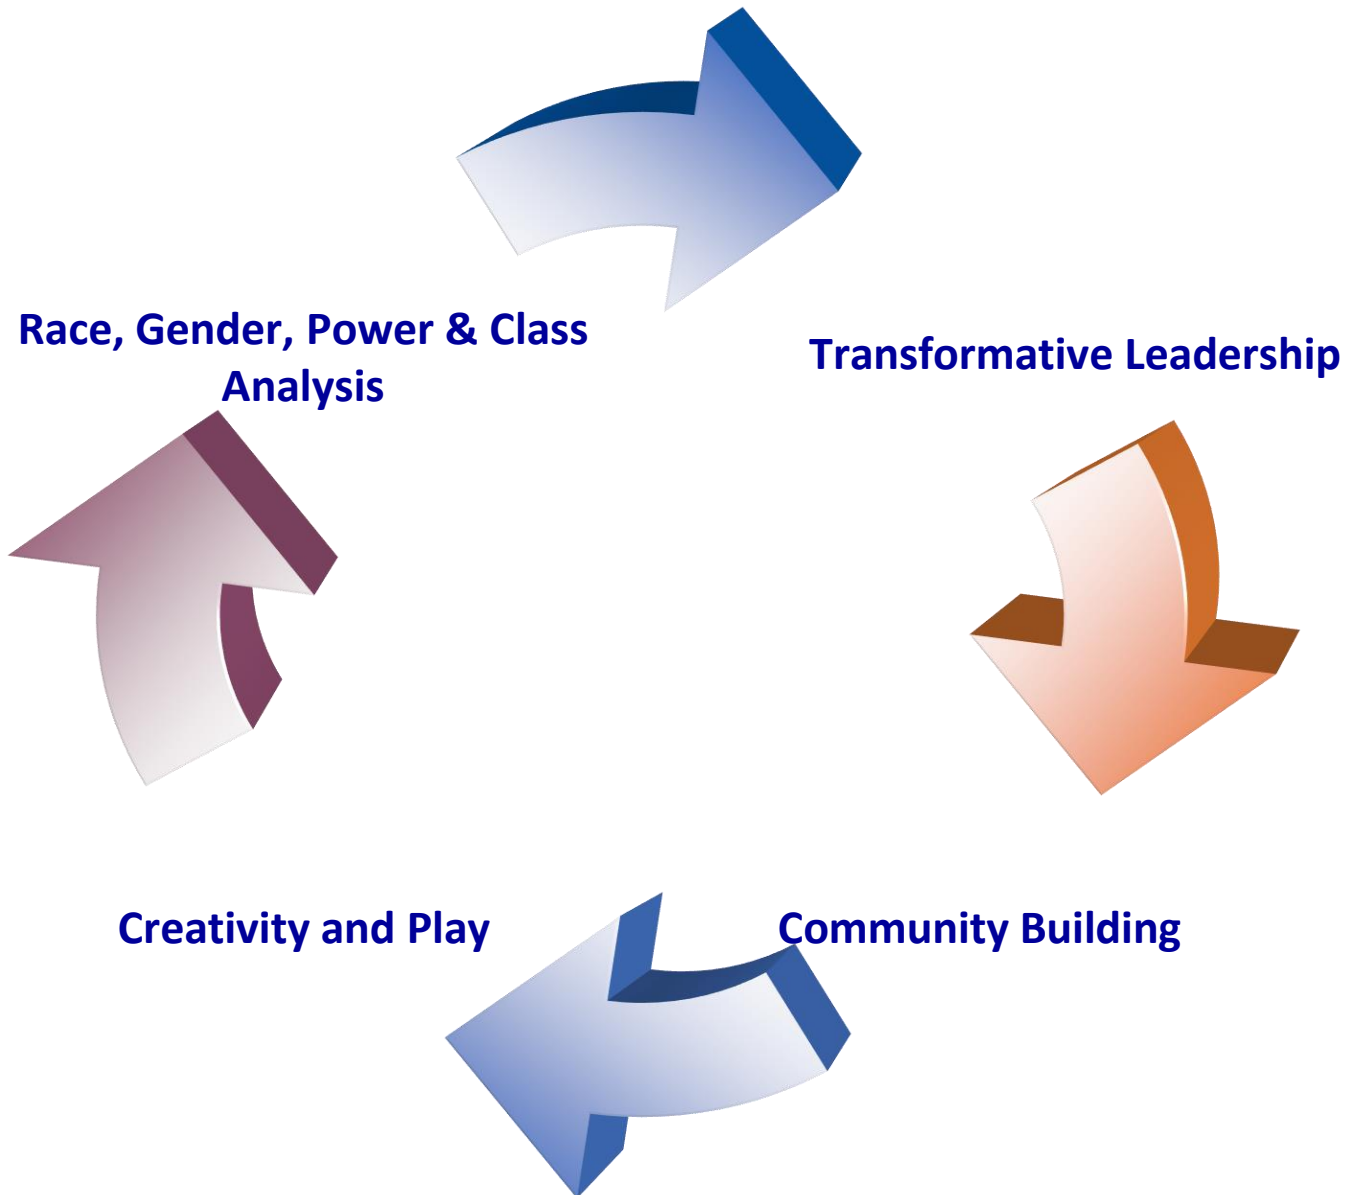 Race, Gender, Power & Class
Analysis
Transformative Leadership
Creativity and Play
Community Building